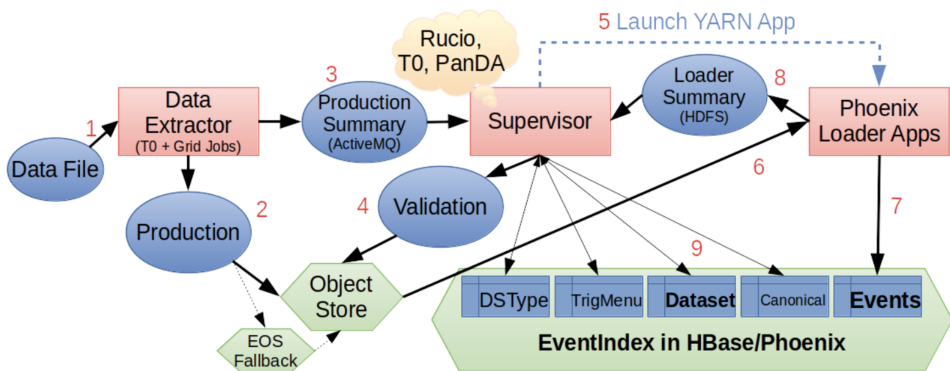 5 Launch YARN App
Rucio,
T0, PanDA
3
8
Data
Extractor
(T0 + Grid Jobs)
Production
Summary
(ActiveMQ)
Supervisor
Loader
Summary
(HDFS)
Phoenix
Loader Apps
1
Data File
6
2
Production
4
Validation
7
9
Object
Store
DSType
TrigMenu
Dataset
Canonical
Events
EOS
Fallback
EventIndex in HBase/Phoenix